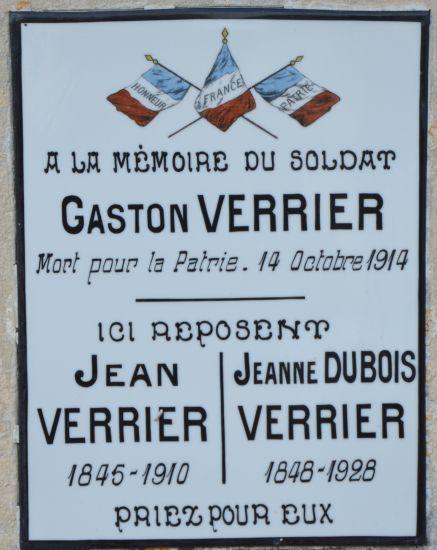 HONNEUR
FRANCE
PATRIE
A LA MÉMOIRE DU SOLDAT
GASTON VERRIER
Mort pour la Patrie. 14 Octobre 1914
ICI REPOSENT
JEAN
VERRIER
1845-1910
JEANNE DUBOIS
VERRIER
1848-1928
PRIEZ POUR EUX